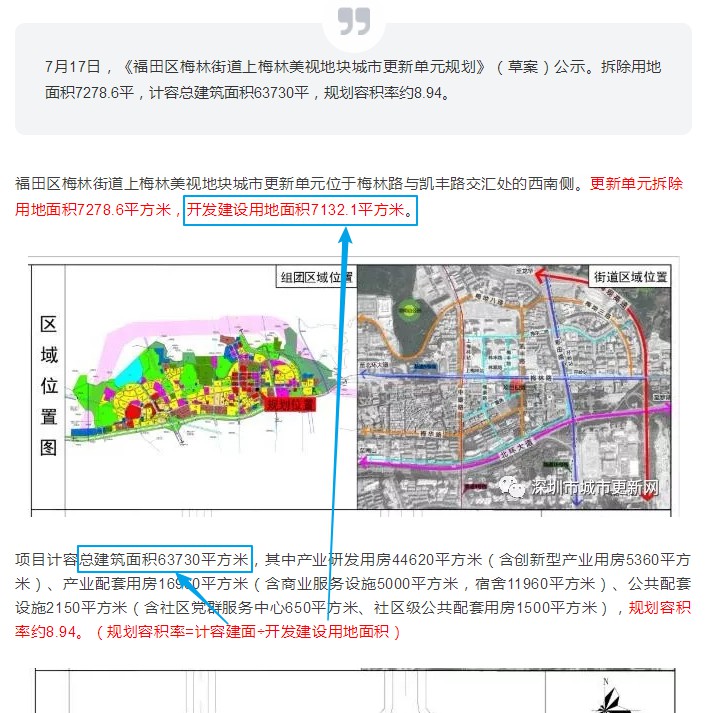 7月17日，《福田区梅林街道上梅林美视地块城市更新单元规划》（草案）公示。拆除用地
面积7278.6平，计容总建筑面积63730平，规划容积率约8.94。
福田区梅林街道上梅林美视地块城市更新单元位于梅林路与凯丰路交汇处的西南侧。更新单元拆除
用地面积7278.6平方米，开发建设用地面积7132.1平方米。
组团区域位置
街道区域位置
区域位置图
规划位置
梅林路
北环大道
深圳市城市更新网
项目计容总建筑面积63730平方米，其中产业研发用房44620平方米（含创新型产业用房5360平方
米）、产业配套用房16960平方米（含商业服务设施5000平方米，宿舍11960平方米）、公共配套
设施2150平方米（含社区党群服务中心650平方米、社区级公共配套用房1500平方米），规划容积
率约8.94。（规划容积率=计容建面÷开发建设用地面积）
N